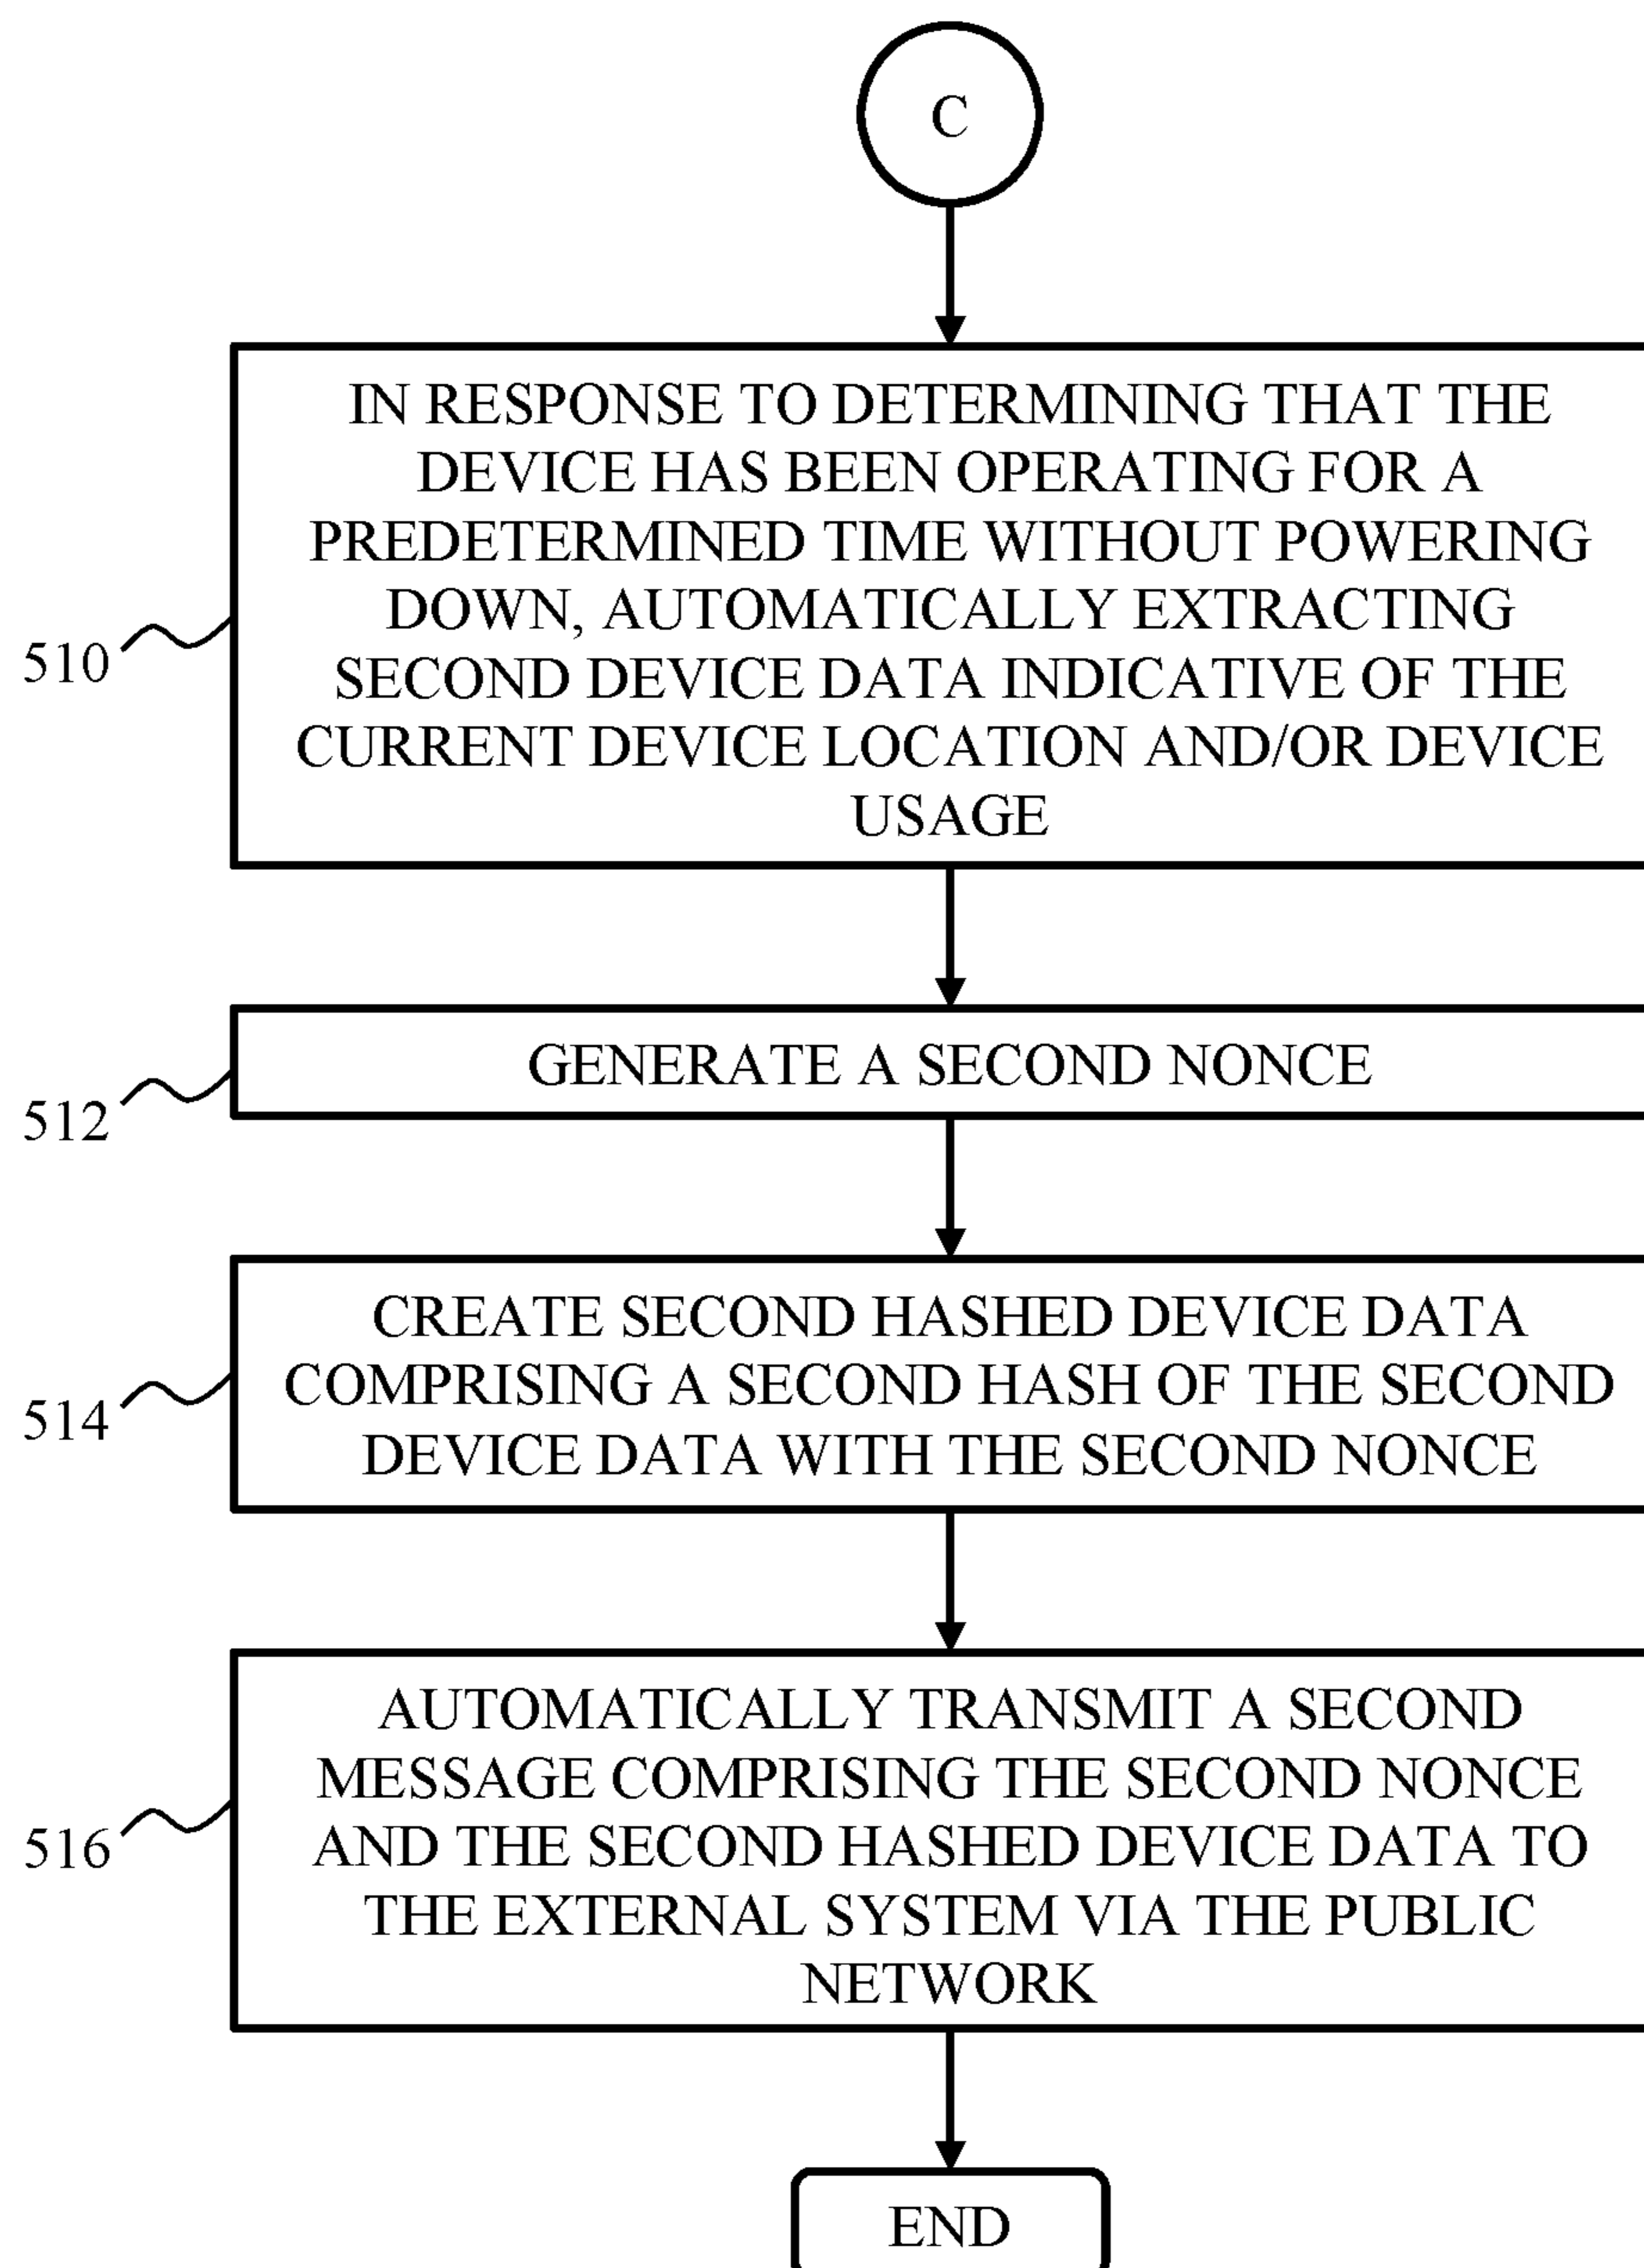 C
IN RESPONSE TO DETERMINING THAT THE
DEVICE HAS BEEN OPERATING FOR A
PREDETERMINED TIME WITHOUT POWERING
DOWN, AUTOMATICALLY EXTRACTING
SECOND DEVICE DATA INDICATIVE OF THE
CURRENT DEVICE LOCATION AND/OR DEVICE
USAGE
510
GENERATE A SECOND NONCE
512
CREATE SECOND HASHED DEVICE DATA
COMPRISING A SECOND HASH OF THE SECOND
DEVICE DATA WITH THE SECOND NONCE
514
AUTOMATICALLY TRANSMIT A SECOND
MESSAGE COMPRISING THE SECOND NONCE
AND THE SECOND HASHED DEVICE DATA TO
THE EXTERNAL SYSTEM VIA THE PUBLIC
NETWORK
516
END